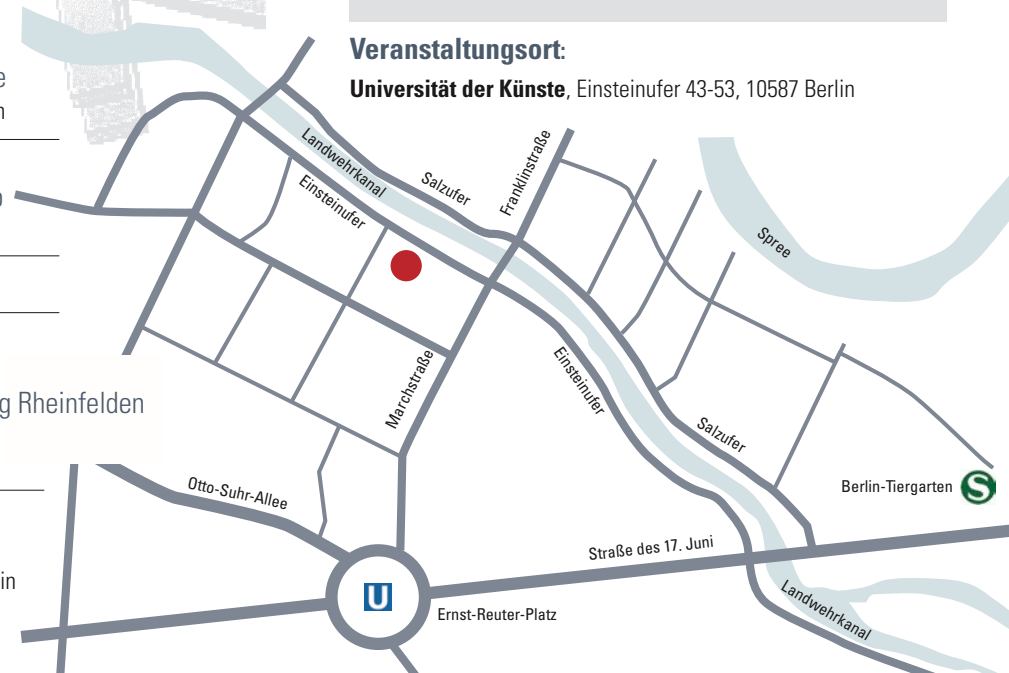 Veranstaltungsort:
Universität der Künste, Einsteinufer 43-53, 10587 Berlin
e
n
g Rheinfelden
in
Landwehrkanal
Salzufer
Franklinstraße
Einsteinufer
Spree
Marchstraße
Einsteinufer
Salzufer
Otto-Suhr-Allee
Berlin-Tiergarten S
Straße des 17. Juni
U
Ernst-Reuter-Platz
Landwehrkanal